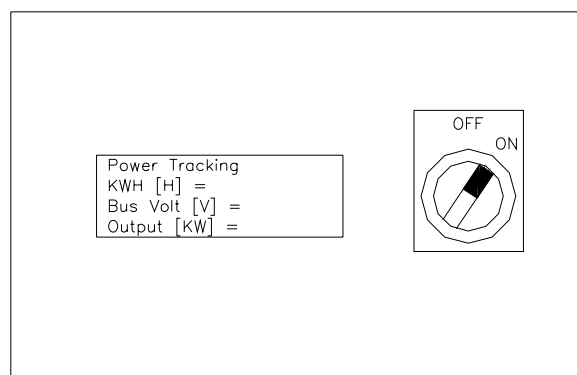 Power Tracking
KWH [H] =
Bus Volt [V] =
Output [KW] =
OFF
ON